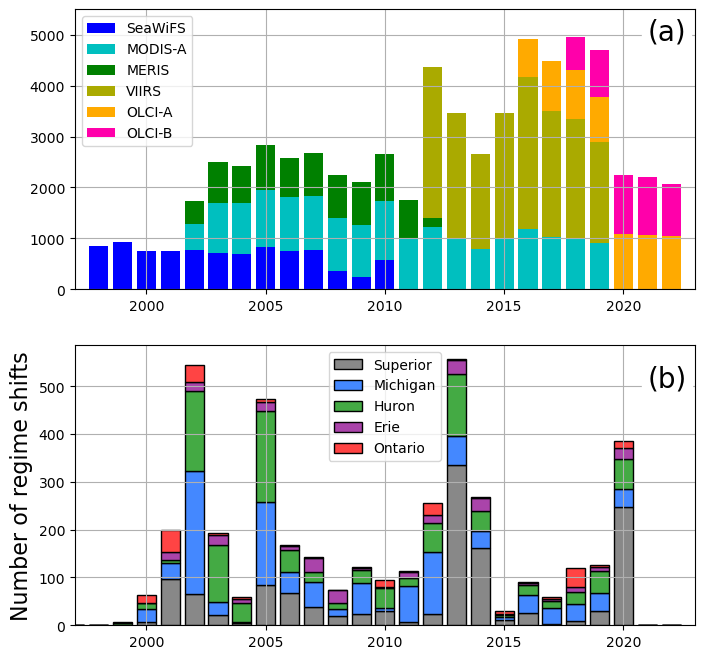 (a)
SeaWiFS
MODIS-A
MERIS
VIIRS
OLCI-A
OLCI-B
5000
4000
3000
2000
1000
0
2000
2005
2010
2015
2020
(b)
Superior
Michigan
Huron
Erie
Ontario
Number of regime shifts
500
400
300
200
100
0
2000
2005
2010
2015
2020